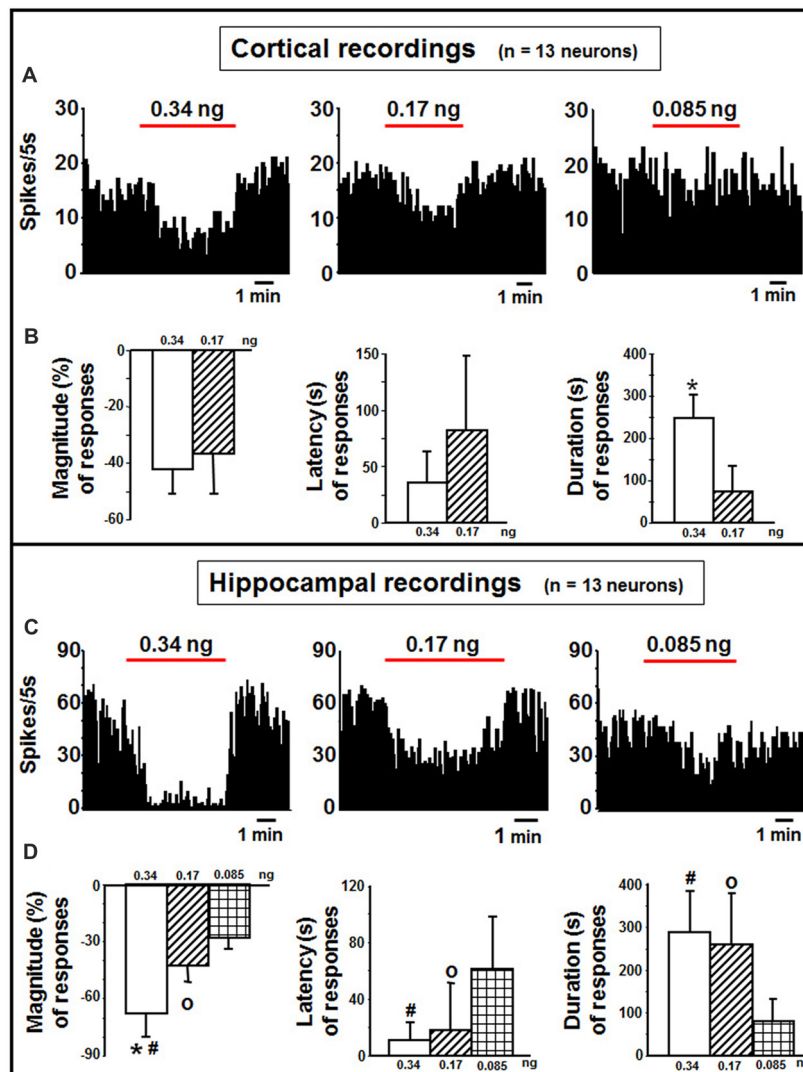 Cortical recordings (n = 13 neurons)
A
0.34 ng 0.17 ng 0.085 ng
Spikes/5s
30 30 30
20 20 20
10 10 10
0 0 0
1 min 1 min 1 min
B
Magnitude (%)
of responses
0.34 0.17 ng
0
-20
-40
-60
Latency (s)
of responses
150
100
50
0
0.34 0.17 ng
Duration (s)
of responses
400
300
200
100
0
*
0.34 0.17 ng
Hippocampal recordings (n = 13 neurons)
C
0.34 ng 0.17 ng 0.085 ng
Spikes/5s
90 90 90
60 60 60
30 30 30
0 0 0
1 min 1 min 1 min
D
Magnitude (%)
of responses
0.34 0.17 0.085 ng
0
-30
-60
-90
* # o
Latency (s)
of responses
120
80
40
0
# o
0.34 0.17 0.085 ng
Duration (s)
of responses
400
300
200
100
0
# o
0.34 0.17 0.085 ng